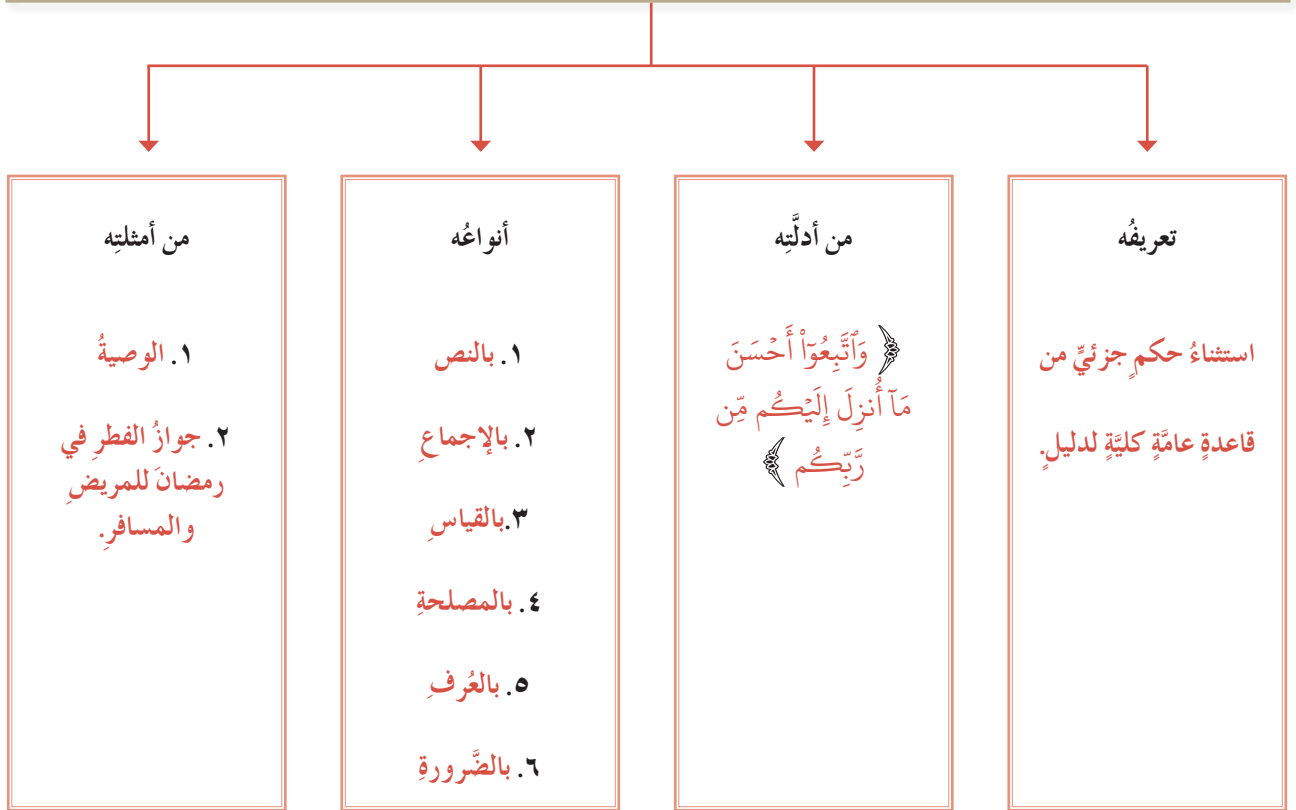 تعريفُه
استثناءُ حكمٍ جزئيٍّ من
قاعدةٍ عامَّةٍ كليَّةٍ لدليلٍ.
من أدلَّتِه
﴿ وَٱتَّبِعُوٓاْ أَحۡسَنَ
مَآ أُنزِلَ إِلَيۡكُم مِّن
رَّبِّكُم ﴾
أنواعُه
١. بالنص
٢. بالإجماعِ
٣.بالقياسِ
٤. بالمصلحةِ
٥. بالعُرفِ
٦. بالضَّرورةِ
من أمثلتِه
١. الوصيةُ
٢. جوازُ الفطرِ في
رمضانَ للمريضِ
والمسافرِ.